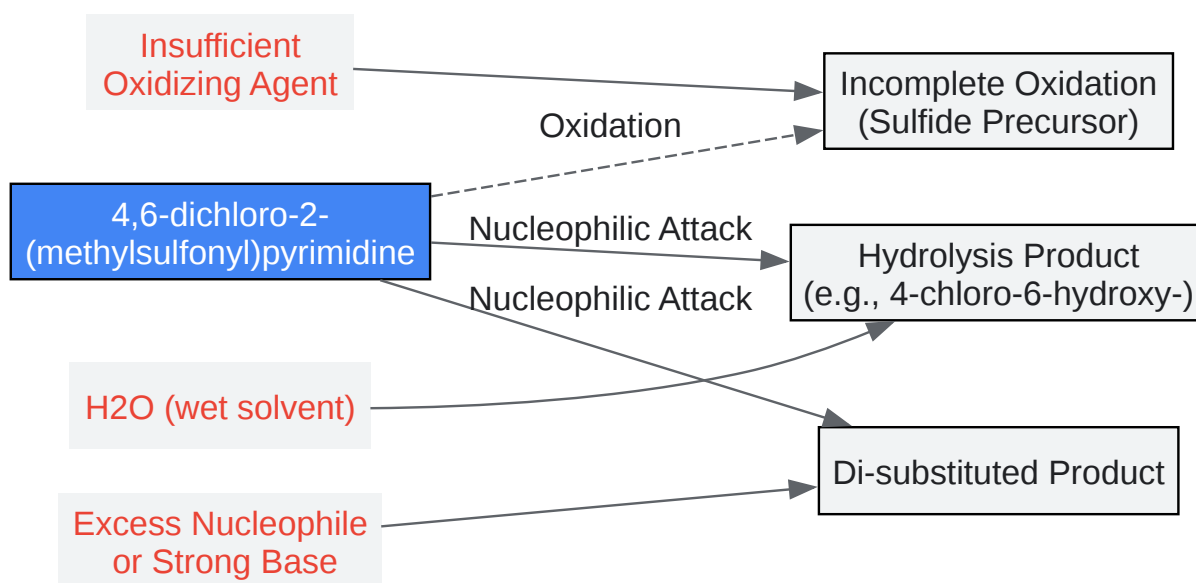 Insufficient
Oxidizing Agent
Incomplete Oxidation
(Sulfide Precursor)
Oxidation
4,6-dichloro-2-
(methylsulfonyl)pyrimidine
Nucleophilic Attack
Hydrolysis Product
(e.g., 4-chloro-6-hydroxy-)
Nucleophilic Attack
H2O (wet solvent)
Di-substituted Product
Excess Nucleophile
or Strong Base